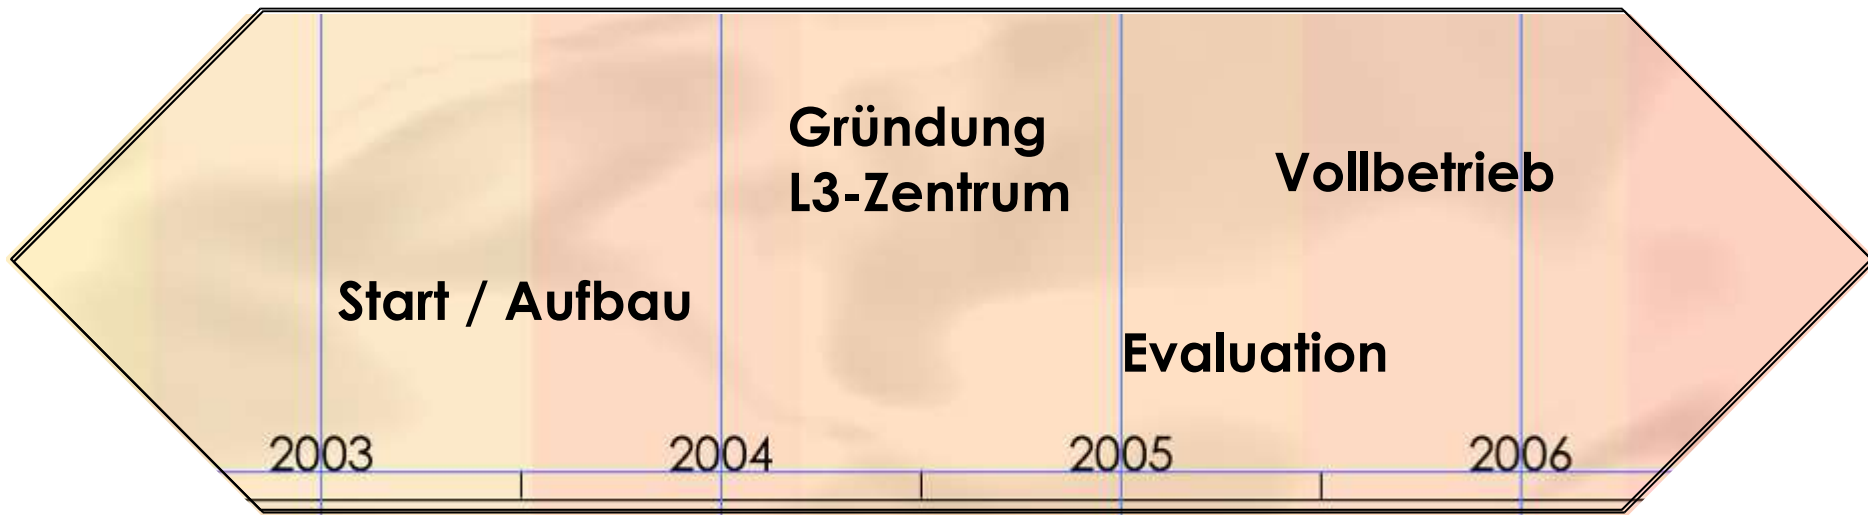 Gründung
L3-Zentrum
Vollbetrieb
Start / Aufbau
Evaluation
2003 2004 2005 2006